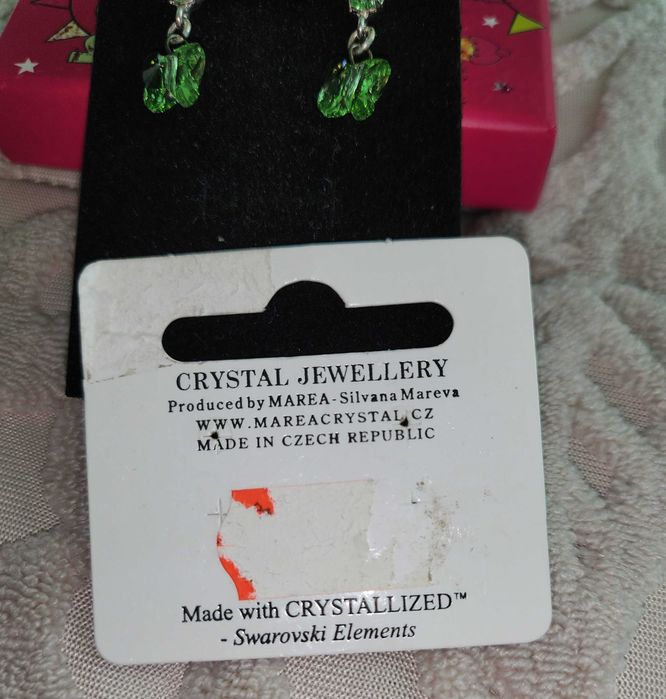 CRYSTAL JEWELLERY
Produced by MAREA - Silvana Mareva
WWW.MAREACRYSTAL.CZ
MADE IN CZECH REPUBLIC
Made with CRYSTALLIZED™
- Swarovski Elements